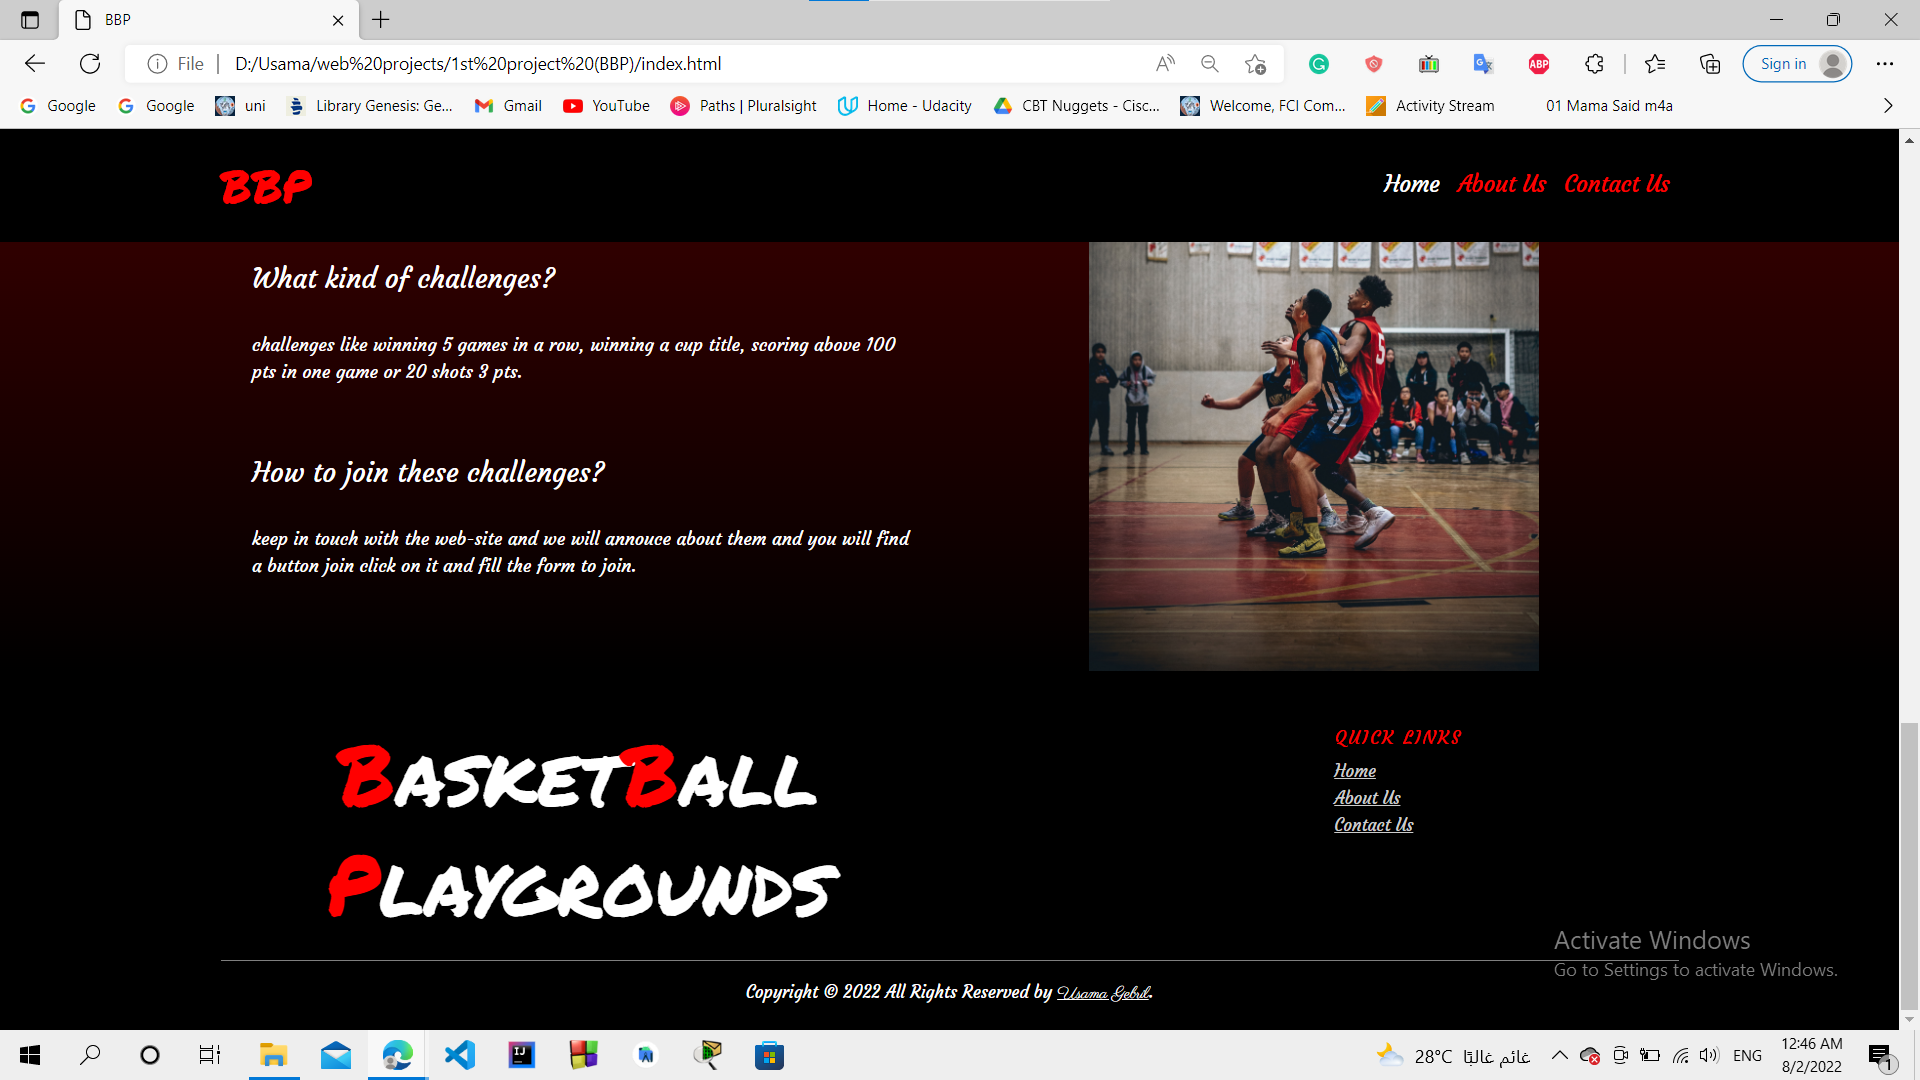 BBP
File
D:/Usama/web%20projects/1st%20project%20(BBP)/index.html
ABP
Sign in
Google
Google
uni
Library Genesis: Ge...
Gmail
YouTube
Paths | Pluralsight
Home - Udacity
CBT Nuggets - Cisc...
Welcome, FCI Com...
Activity Stream
01 Mama Said m4a
BBP
Home About Us Contact Us
What kind of challenges?
challenges like winning 5 games in a row, winning a cup title, scoring above 100
pts in one game or 20 shots 3 pts.
How to join these challenges?
keep in touch with the web-site and we will annouce about them and you will find
a button join click on it and fill the form to join.
5
BASKETBALL
PLAYGROUNDS
QUICK LINKS
Home
About Us
Contact Us
Activate Windows
Go to Settings to activate Windows.
Copyright © 2022 All Rights Reserved by Usama Gebril.
28°C غائم غالبًا
ENG
12:46 AM
8/2/2022
1